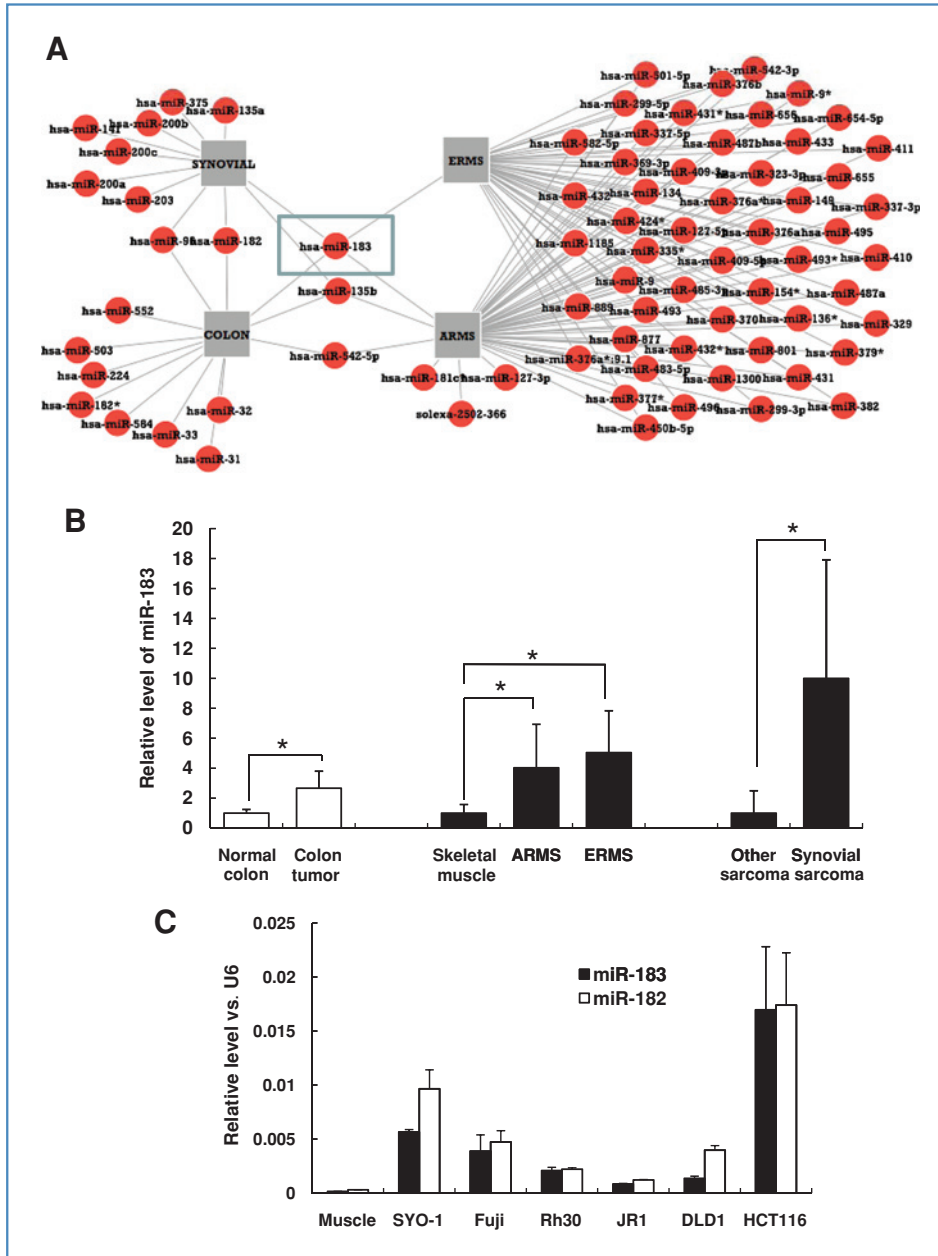 A
hsa-miR-375
hsa-miR-135a
hsa-miR-200b
hsa-miR-141
hsa-miR-200c
SYNOVIAL
hsa-miR-200a
hsa-miR-203
hsa-miR-182
hsa-miR-183
hsa-miR-135b
hsa-miR-552
COLON
hsa-miR-503
hsa-miR-542-5p
hsa-miR-224
hsa-miR-182*
hsa-miR-584
hsa-miR-32
hsa-miR-33
hsa-miR-31
ERMS
ARMS
hsa-miR-127-3p
solexa-2502-366
hsa-miR-542-3p
hsa-miR-501-5p
hsa-miR-376b
hsa-miR-9*
hsa-miR-299-5p
hsa-miR-431*
hsa-miR-656
hsa-miR-654-5p
hsa-miR-337-5p
hsa-miR-582-5p
hsa-miR-487b
hsa-miR-433
hsa-miR-411
hsa-miR-369-3p
hsa-miR-323-3p
hsa-miR-655
hsa-miR-432
hsa-miR-134
hsa-miR-376a*
hsa-miR-337-3p
hsa-miR-424*
hsa-miR-376a
hsa-miR-495
hsa-miR-1185
hsa-miR-335*
hsa-miR-493*
hsa-miR-410
hsa-miR-9
hsa-miR-154*
hsa-miR-487a
hsa-miR-889
hsa-miR-493
hsa-miR-370
hsa-miR-136*
hsa-miR-329
hsa-miR-877
hsa-miR-432*
hsa-miR-801
hsa-miR-379*
hsa-miR-483-5p
hsa-miR-1300
hsa-miR-431
hsa-miR-377*
hsa-miR-496
hsa-miR-299-3p
hsa-miR-382
hsa-miR-450b-5p
B
Relative level of miR-183
20
18
16
14
12
10
8
6
4
2
0
*
*
*
*
Normal colon
Colon tumor
Skeletal muscle
ARMS
ERMS
Other sarcoma
Synovial sarcoma
C
Relative level vs. U6
0.025
0.02
0.015
0.01
0.005
0
miR-183
miR-182
Muscle SYO-1 Fuji Rh30 JR1 DLD1 HCT116